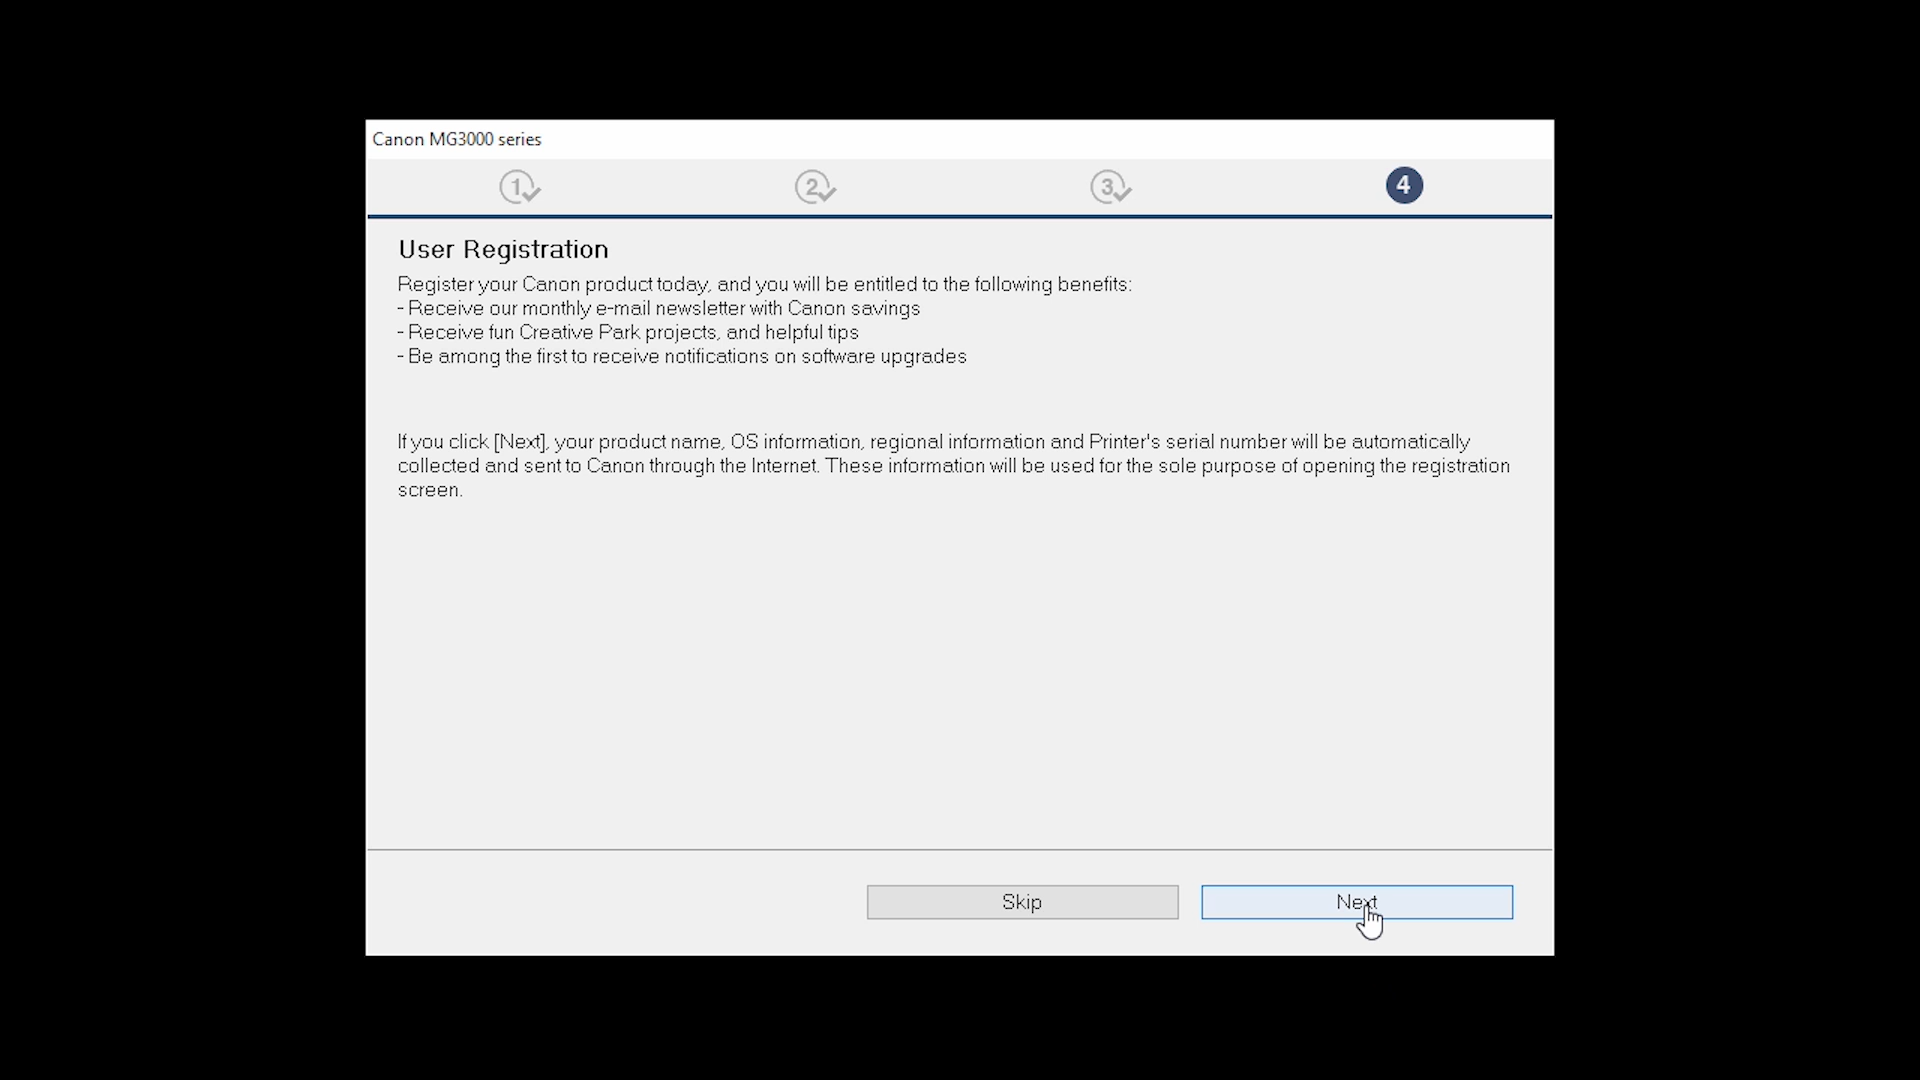 Canon MG3000 series
1 2 3 4
User Registration
Register your Canon product today, and you will be entitled to the following benefits:
- Receive our monthly e-mail newsletter with Canon savings
- Receive fun Creative Park projects, and helpful tips
- Be among the first to receive notifications on software upgrades
If you click [Next], your product name, OS information, regional information and Printer's serial number will be automatically
collected and sent to Canon through the Internet. These information will be used for the sole purpose of opening the registration
screen.
Skip Next